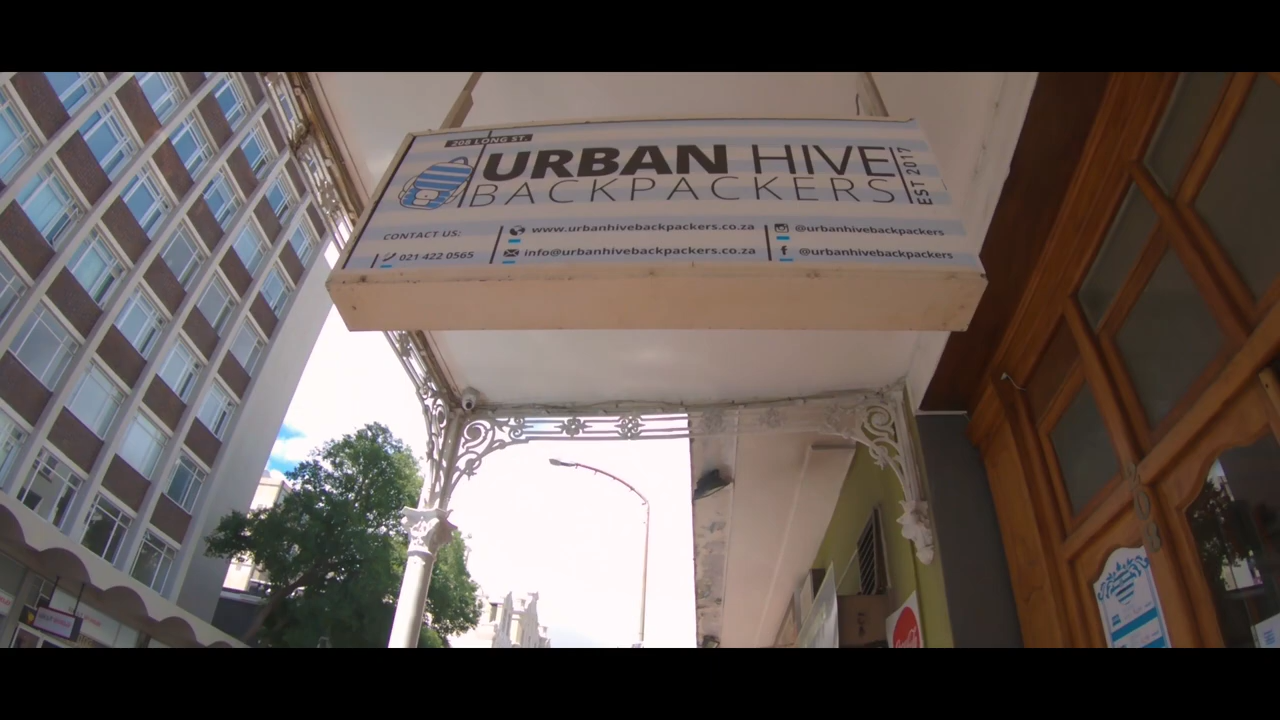 208 LONG ST.
URBAN HIVE
BACKPACKERS
EST 2017
CONTACT US:
021 422 0565
www.urbanhivebackpackers.co.za
info@urbanhivebackpackers.co.za
@urbanhivebackpackers
@urbanhivebackpackers
208